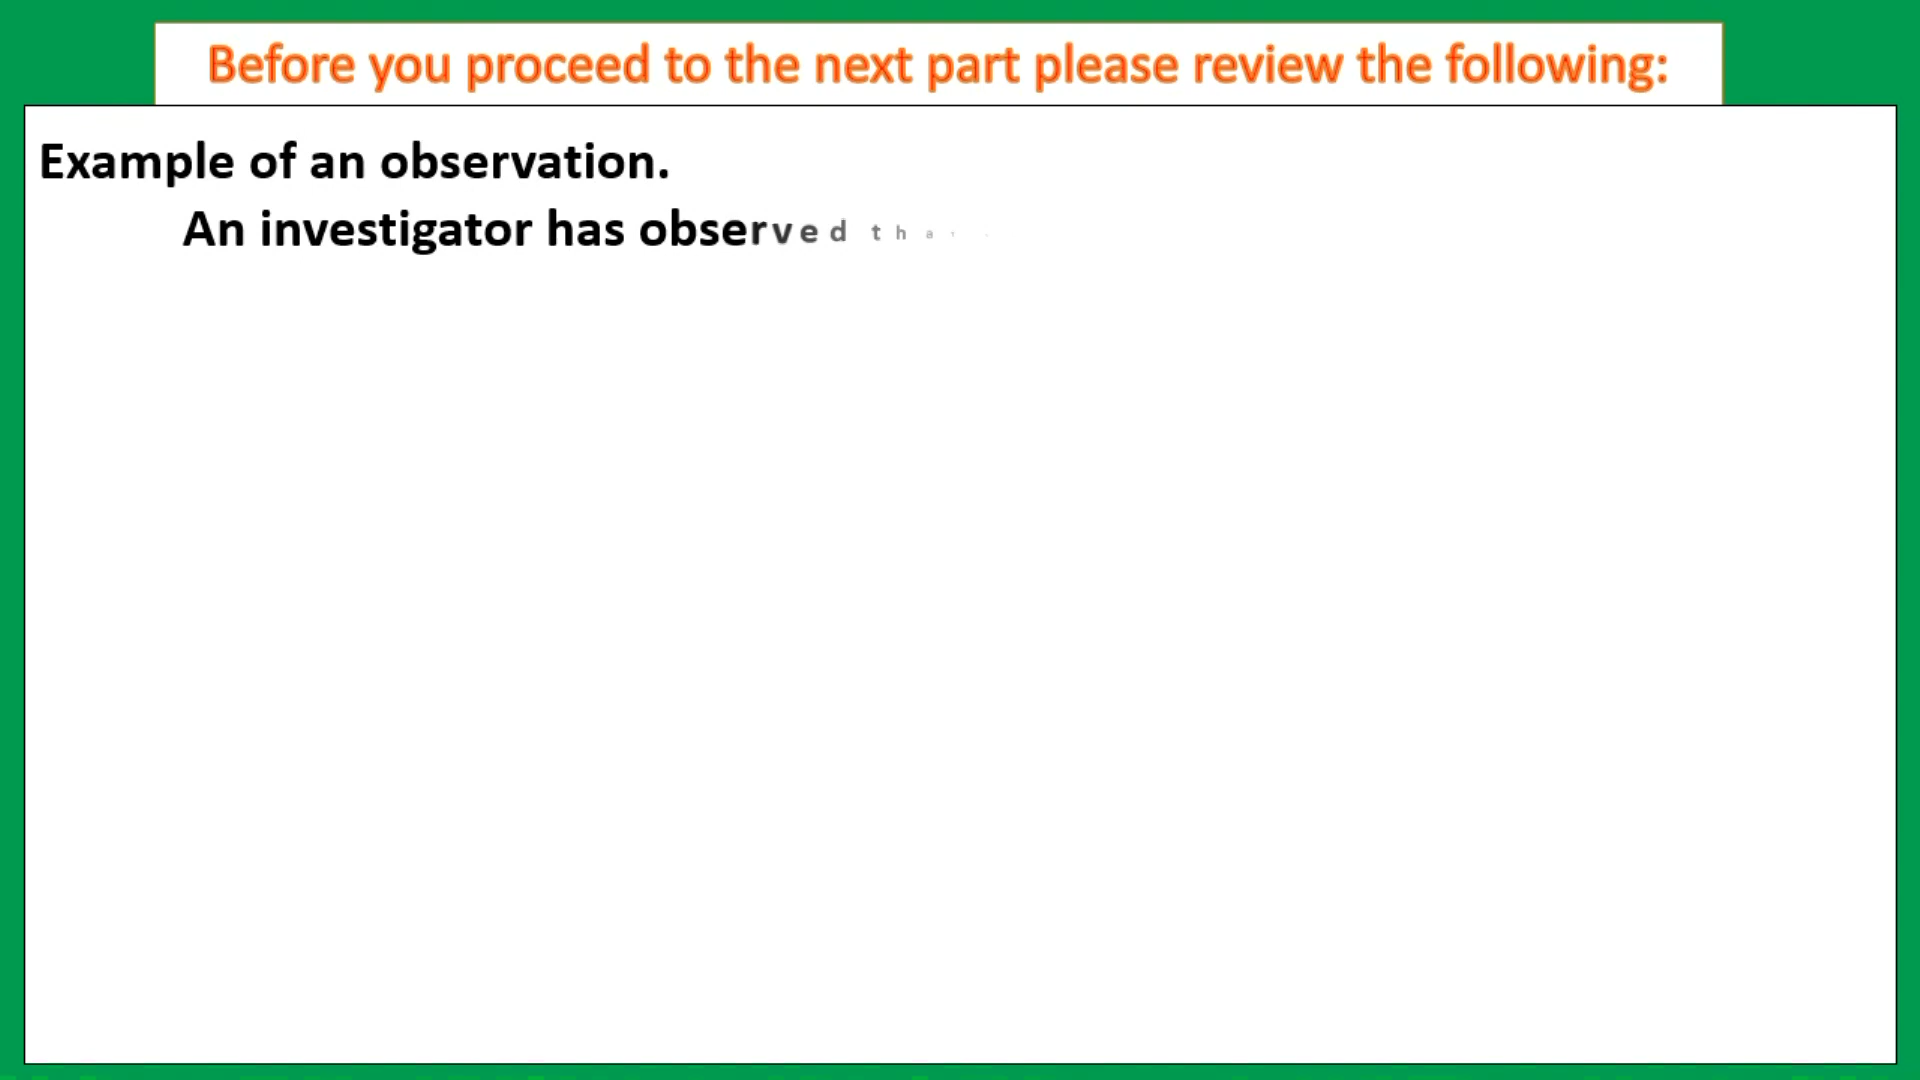 Before you proceed to the next part please review the following:
Example of an observation.
An investigator has observed that